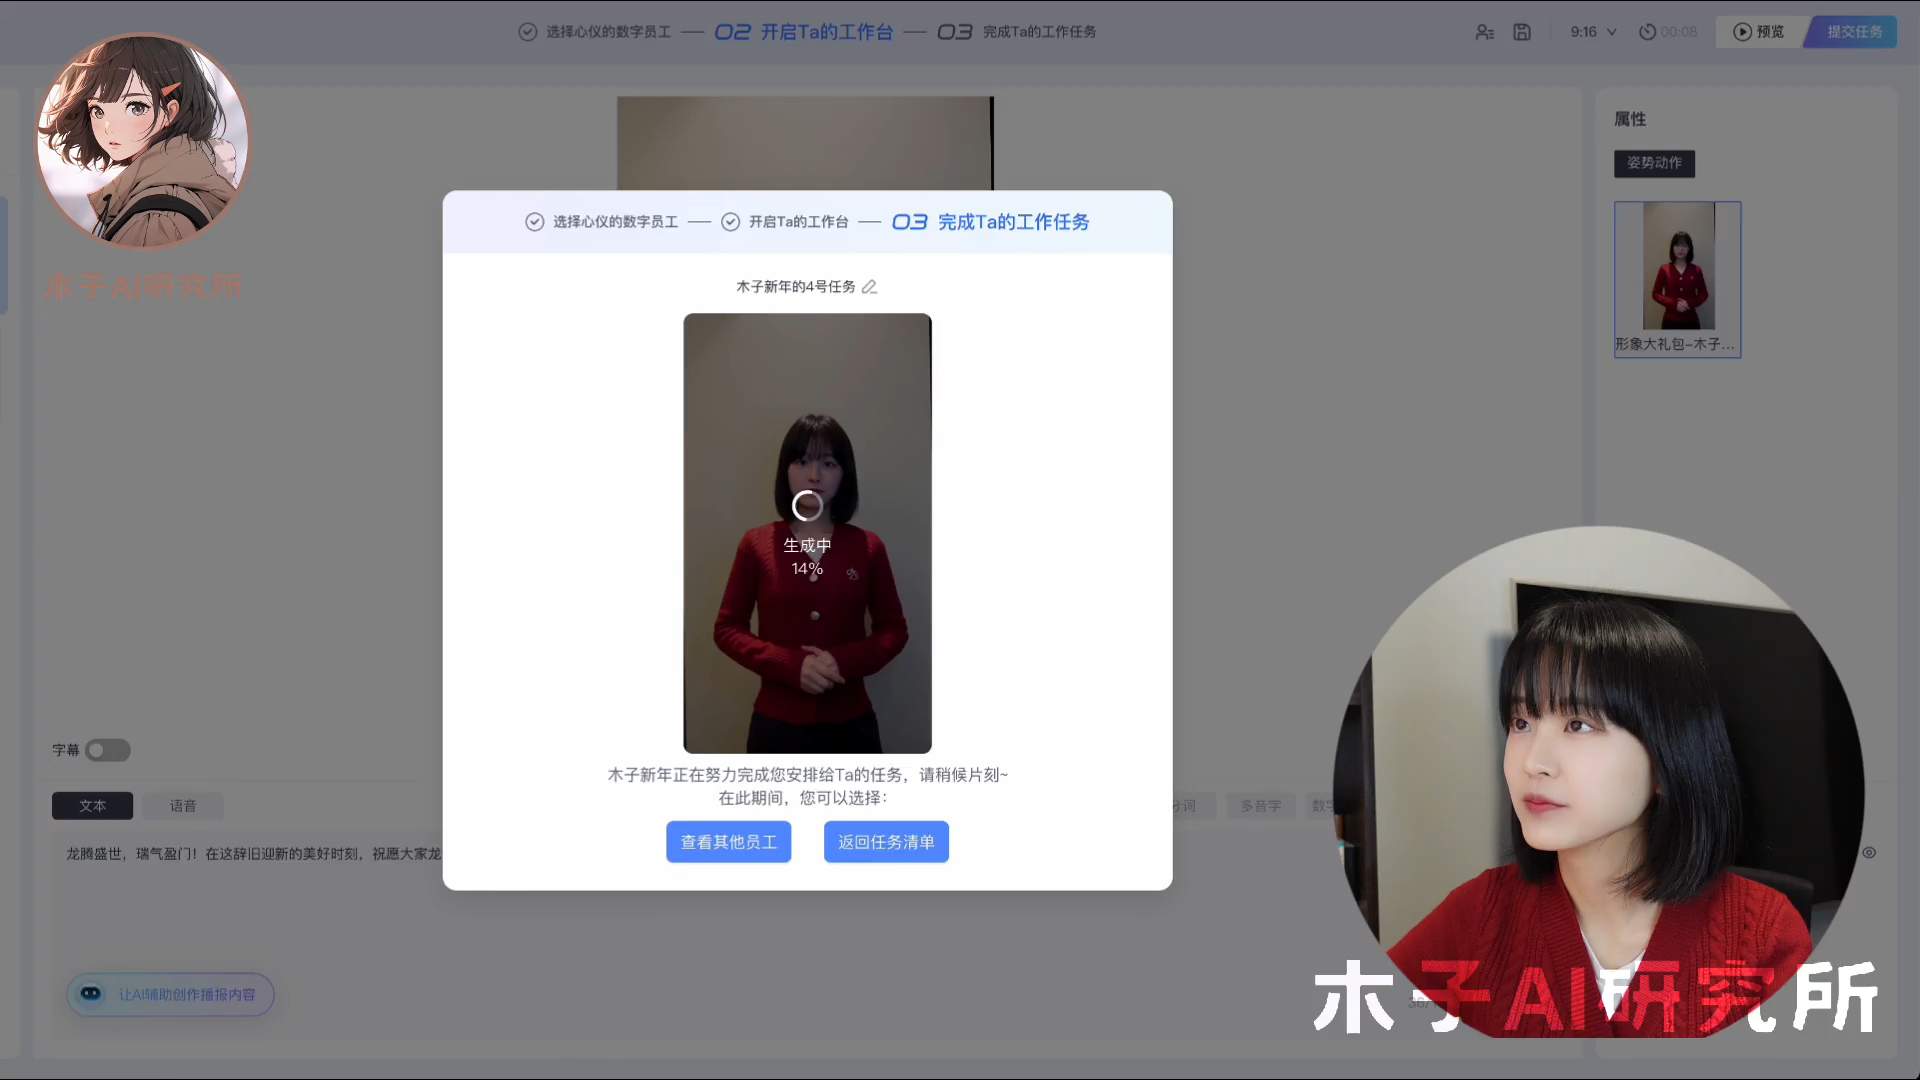 选择心仪的数字员工
02 开启Ta的工作台
03 完成Ta的工作任务
9:16
00:08
预览
提交任务
木子AI研究所
属性
姿势动作
形象大礼包-木子...
选择心仪的数字员工
开启Ta的工作台
03 完成Ta的工作任务
木子新年的4号任务
生成中
14%
木子新年正在努力完成您安排给Ta的任务，请稍候片刻~
在此期间，您可以选择：
查看其他员工
返回任务清单
字幕
文本
语音
分词
多音字
数字
龙腾盛世，瑞气盈门！在这辞旧迎新的美好时刻，祝愿大家龙
让AI辅助创作播报内容
木子AI研究所